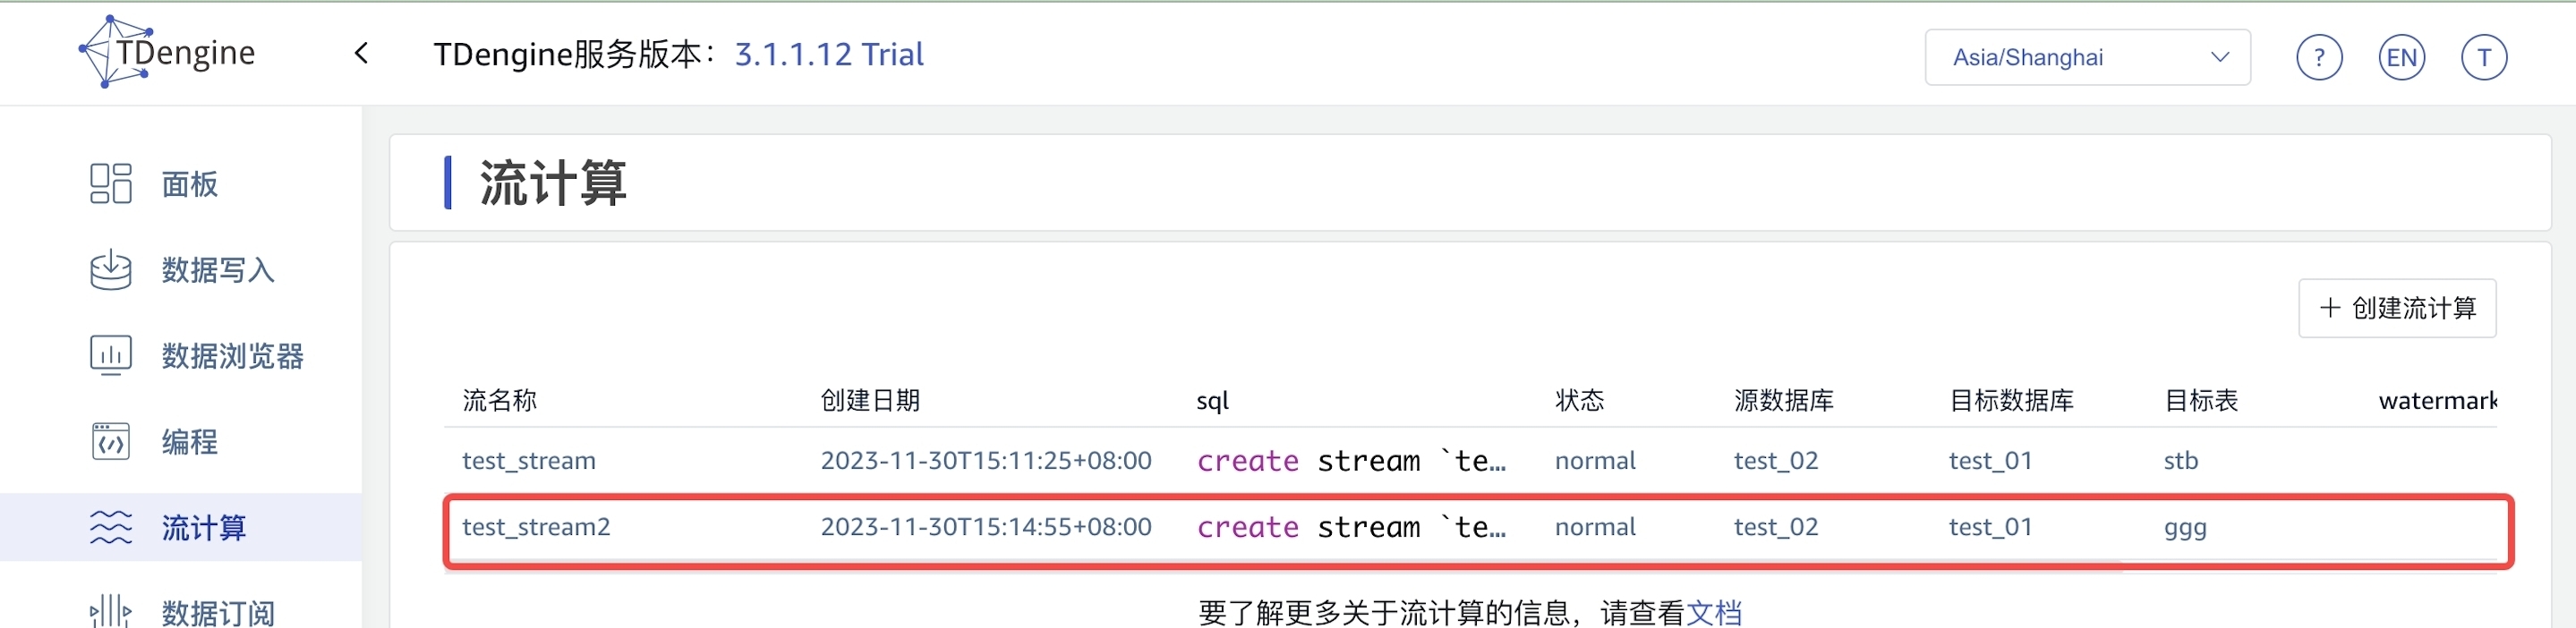 TDengine
TDengine服务版本：3.1.1.12 Trial
Asia/Shanghai
?
EN
T
面板
数据写入
数据浏览器
编程
流计算
数据订阅
流计算
+ 创建流计算
流名称 创建日期 sql 状态 源数据库 目标数据库 目标表 watermark
test_stream 2023-11-30T15:11:25+08:00 create stream `te… normal test_02 test_01 stb
test_stream2 2023-11-30T15:14:55+08:00 create stream `te… normal test_02 test_01 ggg
要了解更多关于流计算的信息，请查看文档